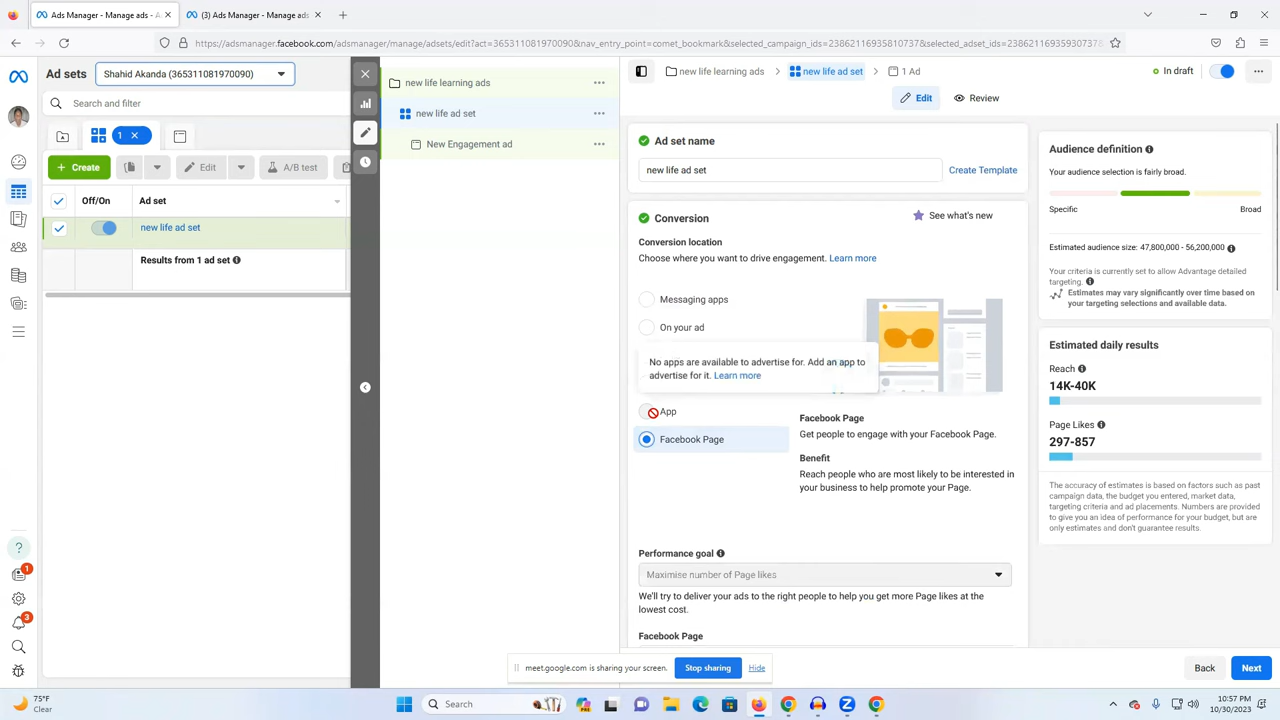 Ads Manager - Manage ads - A
(3) Ads Manager - Manage ads
https://adsmanager.facebook.com/adsmanager/manage/adsets/edit?act=365311081970090&nav_entry_point=comet_bookmark&selected_campaign_ids=23862116935810737&selected_adset_ids=2386211693593073
Ad sets
Shahid Akanda (365311081970090)
Search and filter
1
+ Create
Edit
A/B test
Off/On
Ad set
new life ad set
Results from 1 ad set
new life learning ads
new life ad set
New Engagement ad
new life learning ads
new life ad set
1 Ad
In draft
Edit
Review
Ad set name
new life ad set
Create Template
Conversion
See what's new
Conversion location
Choose where you want to drive engagement. Learn more
Messaging apps
On your ad
No apps are available to advertise for. Add an app to
advertise for it. Learn more
App
Facebook Page
Facebook Page
Get people to engage with your Facebook Page.
Benefit
Reach people who are most likely to be interested in
your business to help promote your Page.
Performance goal
Maximise number of Page likes
We'll try to deliver your ads to the right people to help you get more Page likes at the
lowest cost.
Facebook Page
Audience definition
Your audience selection is fairly broad.
Specific
Broad
Estimated audience size: 47,800,000 - 56,200,000
Your criteria is currently set to allow Advantage detailed
targeting.
Estimates may vary significantly over time based on
your targeting selections and available data.
Estimated daily results
Reach
14K-40K
Page Likes
297-857
The accuracy of estimates is based on factors such as past
campaign data, the budget you entered, market data,
targeting criteria and ad placements. Numbers are provided
to give you an idea of performance for your budget, but are
only estimates and don't guarantee results.
Back
Next
meet.google.com is sharing your screen.
Stop sharing
Hide
1
3
75°F
Clear
Search
10:57 PM
10/30/2023